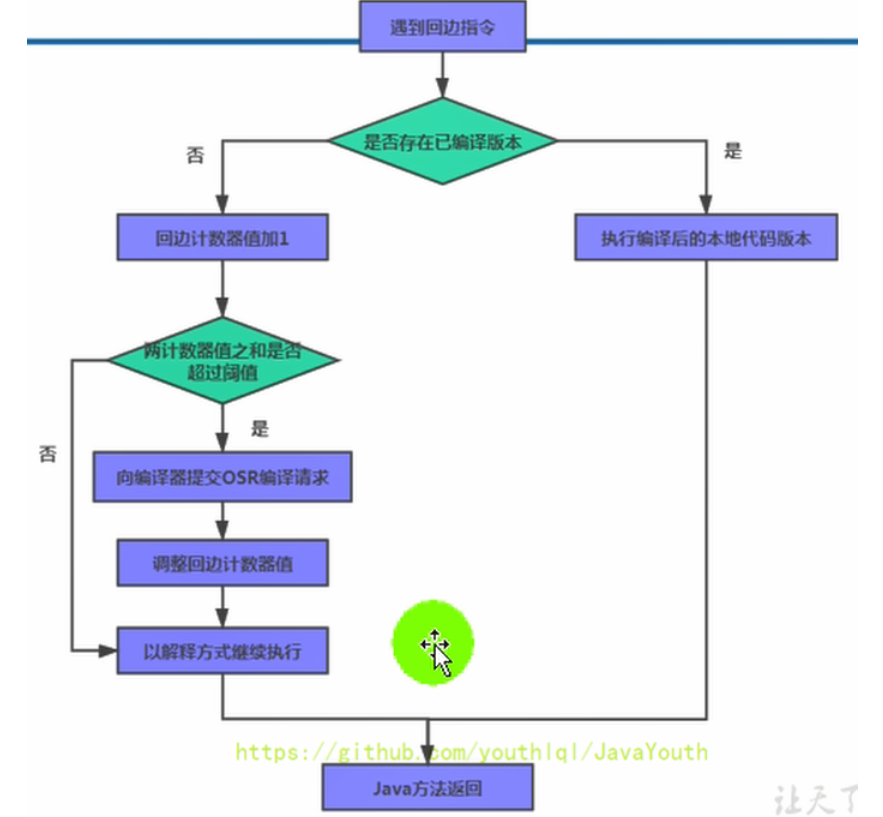 遇到回边指令
是否存在已编译版本
否
是
回边计数器值加1
执行编译后的本地代码版本
两计数器值之和是否
超过阈值
是
否
向编译器提交OSR编译请求
调整回边计数器值
以解释方式继续执行
https://github.com/youthlql/JavaYouth
Java方法返回
让天了